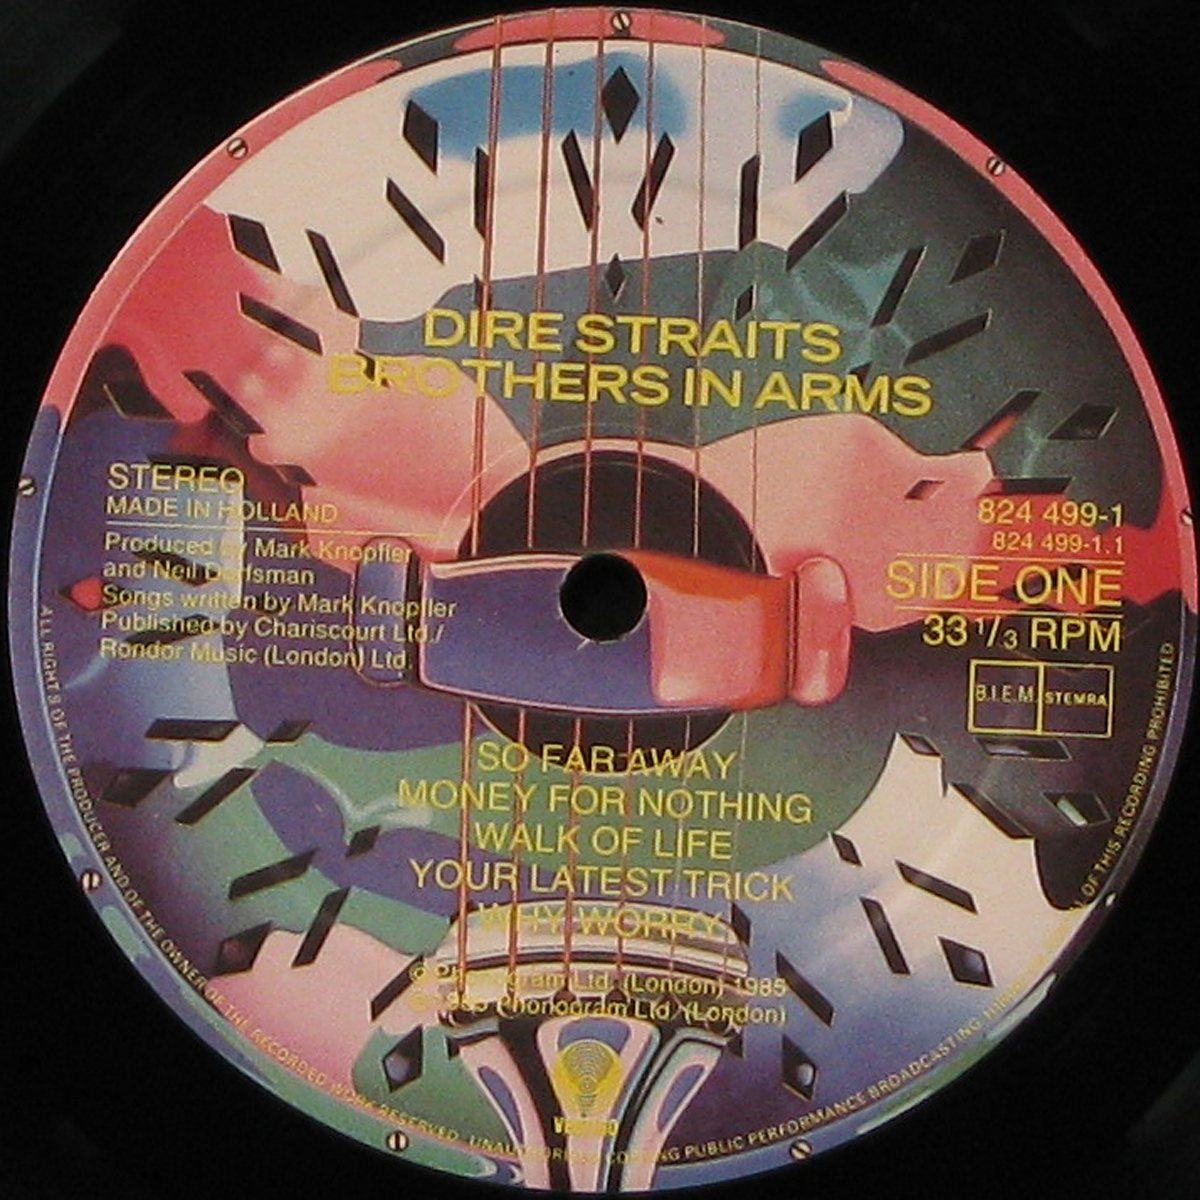 DIRE STRAITS
BROTHERS IN ARMS
STEREO
MADE IN HOLLAND
Produced by Mark Knopfler
and Neil Dorfsman
Songs written by Mark Knopfler
Published by Chariscourt Ltd./
Rondor Music (London) Ltd.
824 499-1
824 499-1.1
SIDE ONE
33 1/3 RPM
B.I.E.M. STEMRA
SO FAR AWAY
MONEY FOR NOTHING
WALK OF LIFE
YOUR LATEST TRICK
WHY WORRY
℗ Phonogram Ltd. (London) 1985
© 1985 Phonogram Ltd. (London)
VERTIGO
ALL RIGHTS OF THE PRODUCER AND OF THE OWNER OF THE RECORDED WORK RESERVED. UNAUTHORISED COPYING PUBLIC PERFORMANCE BROADCASTING HIRING OF THIS RECORDING PROHIBITED